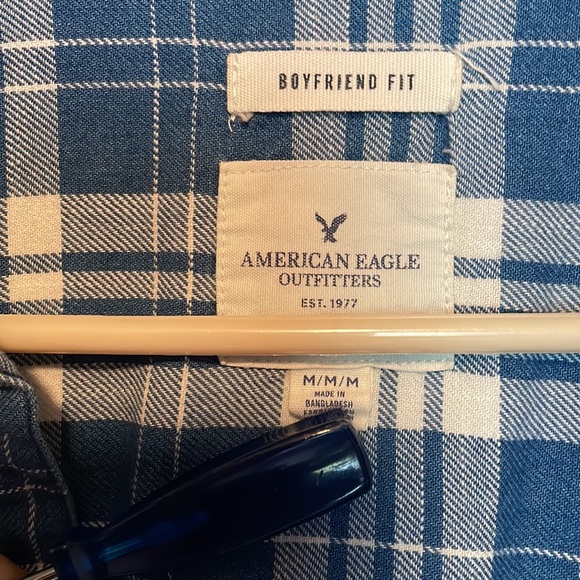 BOYFRIEND FIT
AMERICAN EAGLE
OUTFITTERS
EST. 1977
M/M/M
MADE IN
BANGLADESH